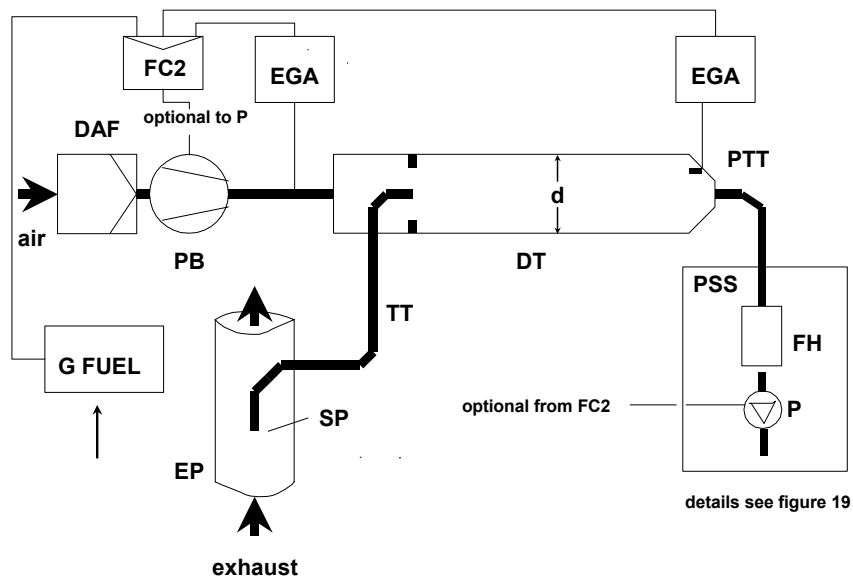 FC2
EGA
EGA
optional to P
DAF
PTT
d
air
PB
DT
PSS
TT
G FUEL
FH
optional from FC2
P
SP
EP
details see figure 19
exhaust